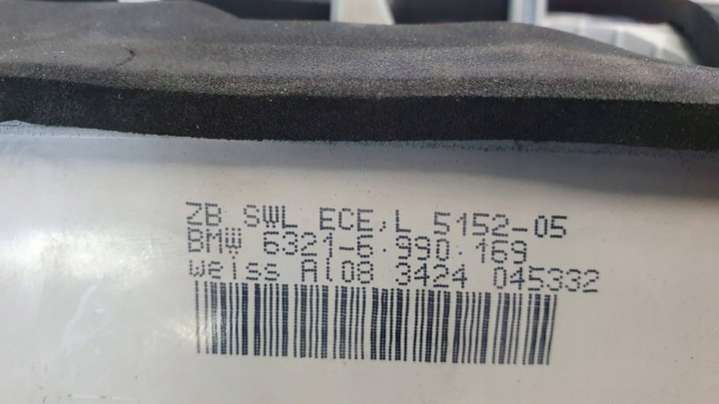 ZB SWL ECE,L 5152-05
BMW 6321-6.990.169
weiss Al08 3424 045332